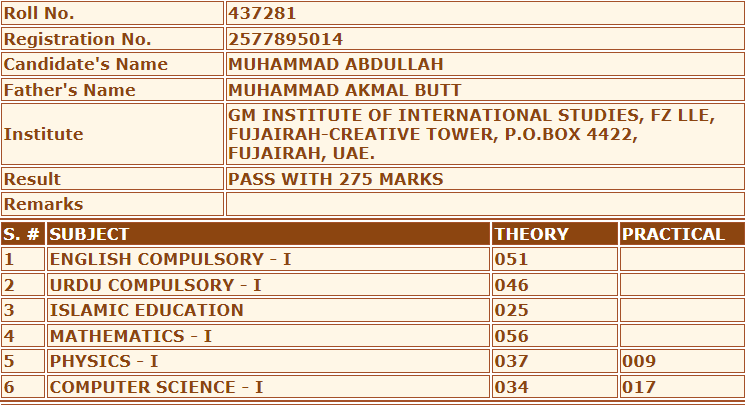 Roll No. 437281
Registration No. 2577895014
Candidate's Name MUHAMMAD ABDULLAH
Father's Name MUHAMMAD AKMAL BUTT
Institute GM INSTITUTE OF INTERNATIONAL STUDIES, FZ LLE,
FUJAIRAH-CREATIVE TOWER, P.O.BOX 4422,
FUJAIRAH, UAE.
Result PASS WITH 275 MARKS
Remarks
S. # SUBJECT THEORY PRACTICAL
1 ENGLISH COMPULSORY - I 051
2 URDU COMPULSORY - I 046
3 ISLAMIC EDUCATION 025
4 MATHEMATICS - I 056
5 PHYSICS - I 037 009
6 COMPUTER SCIENCE - I 034 017